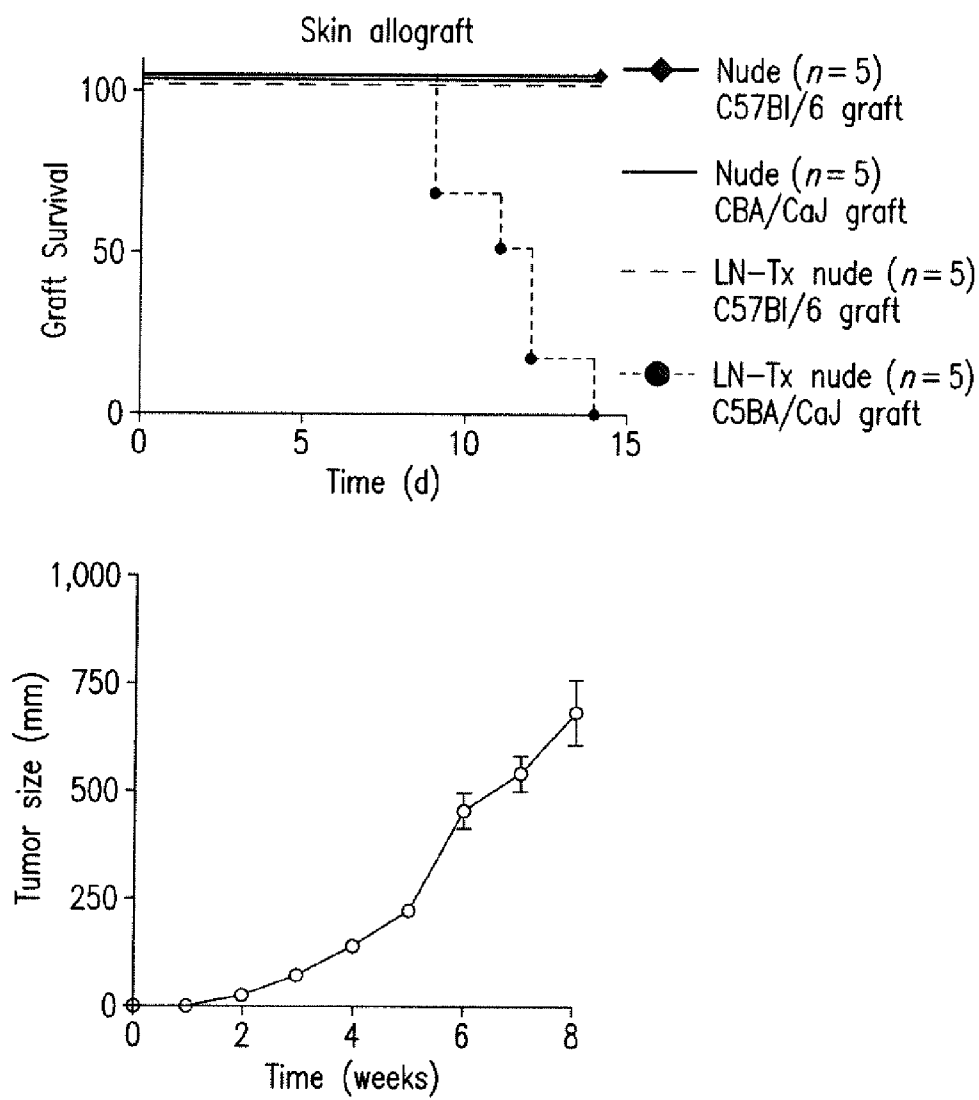 Skin allograft
100
50
0
Graft Survival
0 5 10 15
Time (d)
Nude (n=5)
C57Bl/6 graft
Nude (n=5)
CBA/CaJ graft
LN-Tx nude (n=5)
C57Bl/6 graft
LN-Tx nude (n=5)
C5BA/CaJ graft
1,000
750
500
250
0
Tumor size (mm)
0 2 4 6 8
Time (weeks)